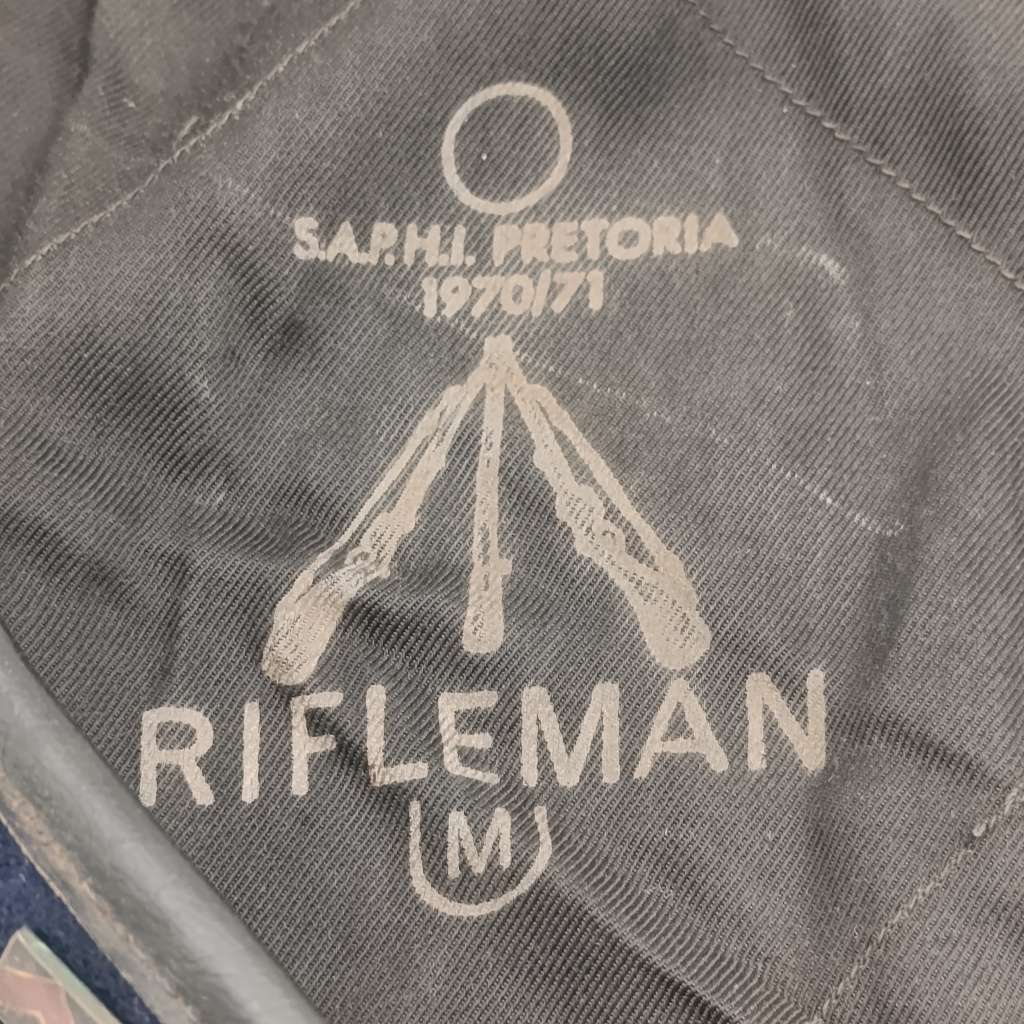 S.A.P.H.I. PRETORIA
1970/71
RIFLEMAN
M